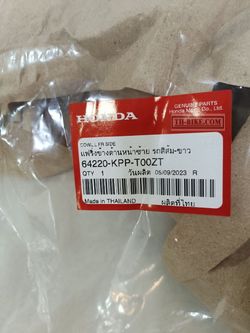 GENUINE PARTS
Honda Motor Co., Ltd.
TH-BIKE.COM
HONDA
COWL, L FR SIDE
แฟริ่งข้างด้านหน้าซ้าย รถสีส้ม-ขาว
64220-KPP-T00ZT
QTY 1 วันผลิต 05/09/2023 R
Made in THAILAND ผลิตที่ไทย